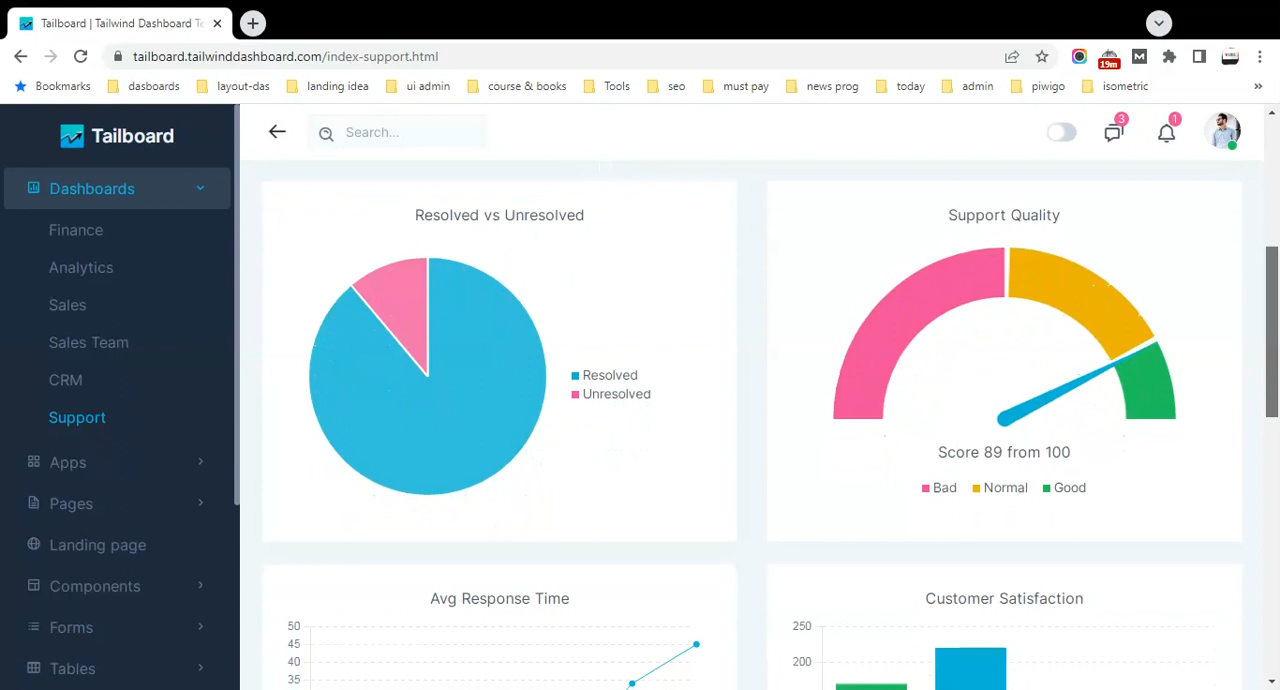 Tailboard | Tailwind Dashboard Te
tailboard.tailwinddashboard.com/index-support.html
19m
Bookmarks dasboards layout-das landing idea ui admin course & books Tools seo must pay news prog today admin piwigo isometric »
Tailboard
Search...
3
1
Dashboards
Finance
Analytics
Sales
Sales Team
CRM
Support
Apps
Pages
Landing page
Components
Forms
Tables
Resolved vs Unresolved
Resolved
Unresolved
Support Quality
Score 89 from 100
Bad Normal Good
Avg Response Time
50
45
40
35
Customer Satisfaction
250
200